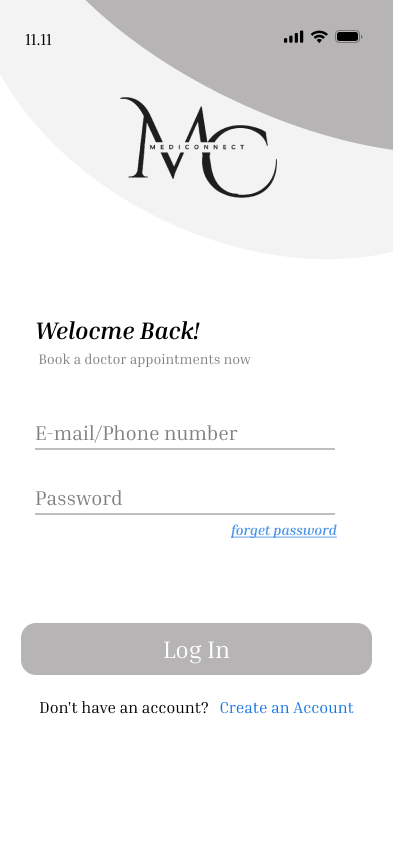 11.11
MC
MEDICONNECT
Welocme Back!
Book a doctor appointments now
E-mail/Phone number
Password
forget password
Log In
Don't have an account? Create an Account